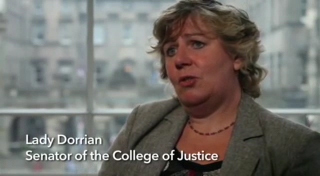 Lady Dorrian
Senator of the College of Justice